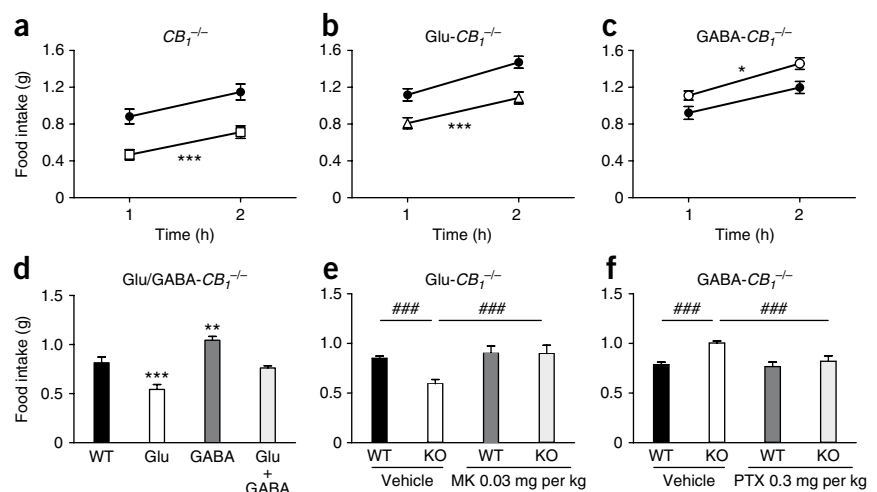 a CB₁⁻/⁻
b Glu-CB₁⁻/⁻
c GABA-CB₁⁻/⁻
Food intake (g)
1.6
1.2
0.8
0.4
0
***
1 2
Time (h)
1.6
1.2
0.8
0.4
0
***
1 2
Time (h)
1.6
1.2
0.8
0.4
0
*
1 2
Time (h)
d Glu/GABA-CB₁⁻/⁻
e Glu-CB₁⁻/⁻
f GABA-CB₁⁻/⁻
Food intake (g)
1.5
1.0
0.5
0
***
**
WT Glu GABA Glu
+
GABA
1.5
1.0
0.5
0
### ###
WT KO WT KO
Vehicle MK 0.03 mg per kg
1.5
1.0
0.5
0
### ###
WT KO WT KO
Vehicle PTX 0.3 mg per kg